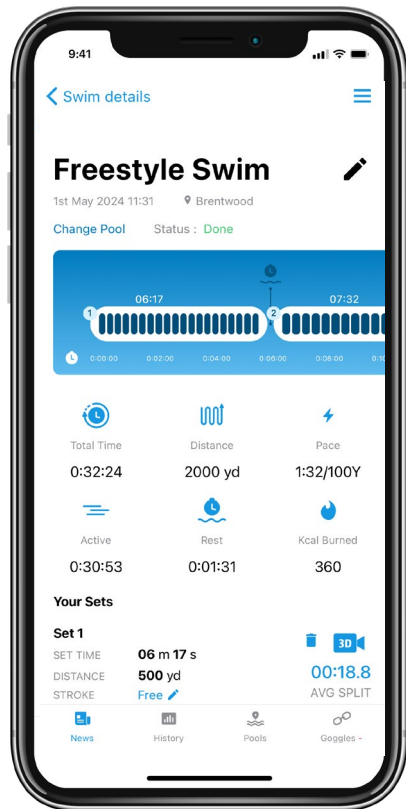 9:41
Swim details
Freestyle Swim
1st May 2024 11:31 Brentwood
Change Pool Status : Done
06:17 07:32
1 2
0:00:00 0:02:00 0:04:00 0:06:00 0:08:00 0:10
Total Time Distance Pace
0:32:24 2000 yd 1:32/100Y
Active Rest Kcal Burned
0:30:53 0:01:31 360
Your Sets
Set 1
3D
SET TIME 06 m 17 s
DISTANCE 500 yd 00:18.8
STROKE Free AVG SPLIT
News History Pools Goggles -